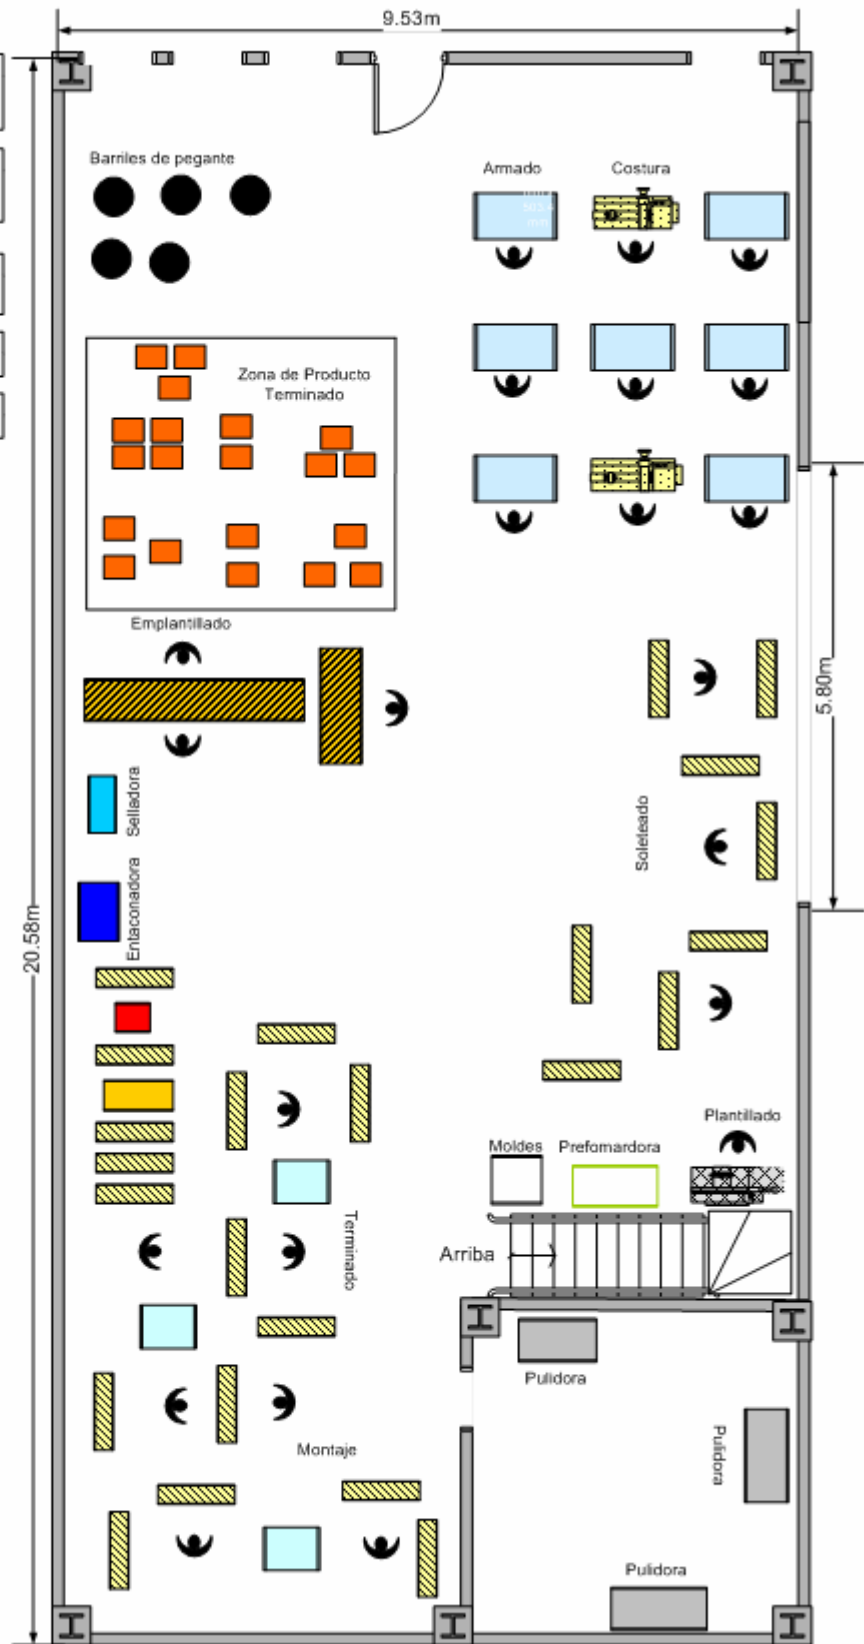 9.53m
Barriles de pegante
Armado
Costura
mm
Zona de Producto
Terminado
Emplantillado
5.80m
Selladora
Soleteado
Entaconadora
20.58m
Plantillado
Moldes
Prefomardora
Terminado
Arriba
Pulidora
Pulidora
Montaje
Pulidora